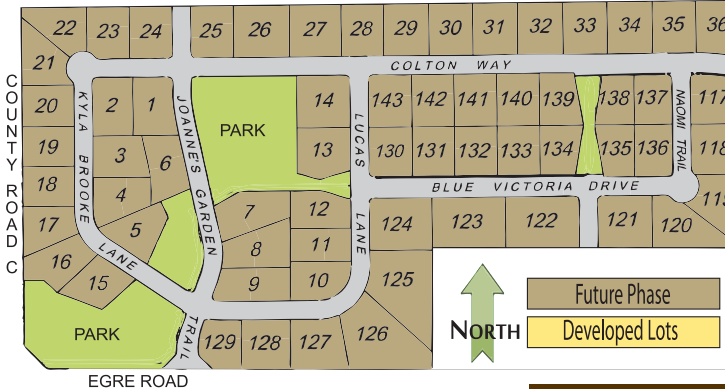 22 23 24 25 26 27 28 29 30 31 32 33 34 35 36
21
COLTON WAY
COUNTY ROAD C
20 2 1 14 143 142 141 140 139 138 137 117
KYLA BROOKE LANE
JOANNE'S GARDEN TRAIL
PARK
LUCAS LANE
NAOMI TRAIL
19 3 6 13 130 131 132 133 134 135 136 118
18 4
BLUE VICTORIA DRIVE
17 5 7 12 124 123 122 121 120
16 15 8 11
9 10 125
PARK
129 128 127 126
NORTH
Future Phase
Developed Lots
EGRE ROAD